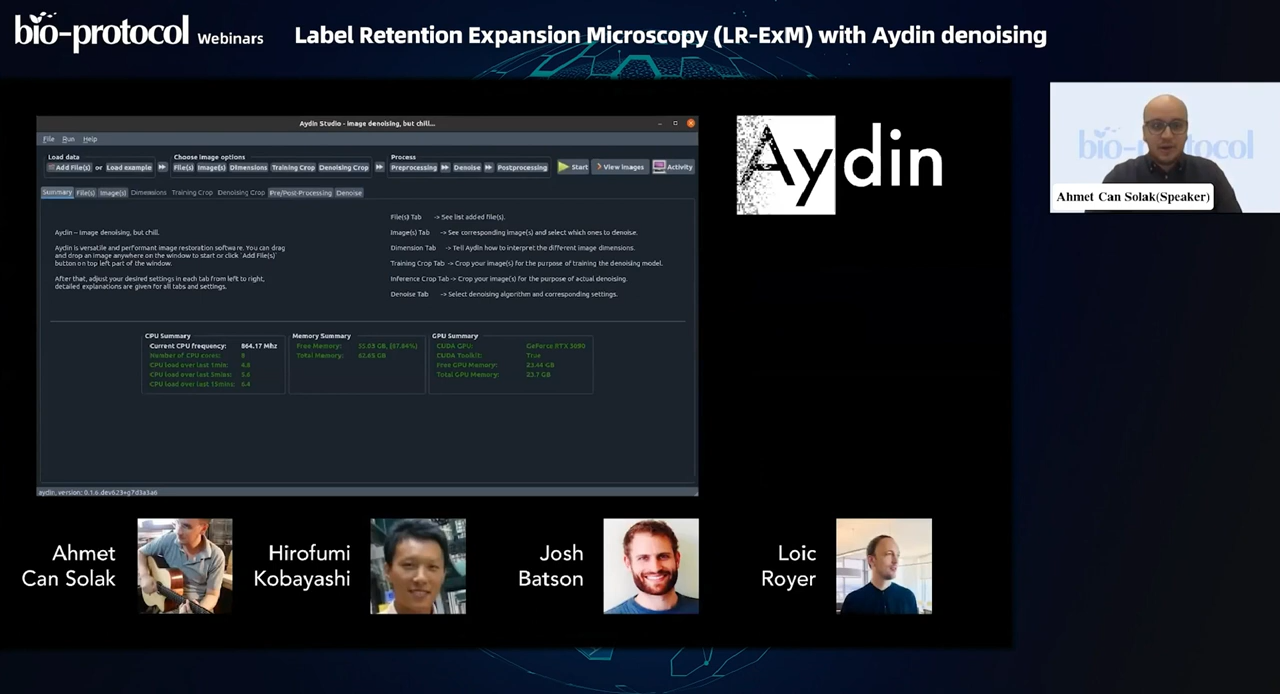 bio-protocol Webinars
Label Retention Expansion Microscopy (LR-ExM) with Aydin denoising
Aydin Studio - image denoising, but chill...
File Run Help
Load data
Choose image options
Process
Add File(s) or Load example
File(s) Image(s) Dimensions Training Crop Denoising Crop
Preprocessing Denoise Postprocessing
Start
View images
Activity
Summary File(s) Image(s) Dimensions Training Crop Denoising Crop Pre/Post-Processing Denoise
Aydin — Image denoising, but chill.
Aydin is versatile and performant image restoration software. You can drag
and drop an image anywhere on the window to start or click `Add File(s)`
button on top left part of the window.
After that, adjust your desired settings in each tab from left to right,
detailed explanations are given for all tabs and settings.
File(s) Tab -> See list added file(s).
Image(s) Tab -> See corresponding image(s) and select which ones to denoise.
Dimension Tab -> Tell Aydin how to interpret the different image dimensions.
Training Crop Tab -> Crop your image(s) for the purpose of training the denoising model.
Inference Crop Tab -> Crop your image(s) for the purpose of actual denoising.
Denoise Tab -> Select denoising algorithm and corresponding settings.
CPU Summary
Current CPU frequency: 864.17 Mhz
Number of CPU cores: 8
CPU load over last 1min: 4.8
CPU load over last 5mins: 5.6
CPU load over last 15mins: 6.4
Memory Summary
Free Memory: 55.03 GB, (87.84%)
Total Memory: 62.65 GB
GPU Summary
CUDA GPU: GeForce RTX 3090
CUDA Toolkit: True
Free GPU Memory: 23.44 GB
Total GPU Memory: 23.7 GB
aydin, version: 0.1.6.dev623+g7d3a3a6
Aydin
bio-protocol
Ahmet Can Solak(Speaker)
Ahmet
Can Solak
Hirofumi
Kobayashi
Josh
Batson
Loic
Royer